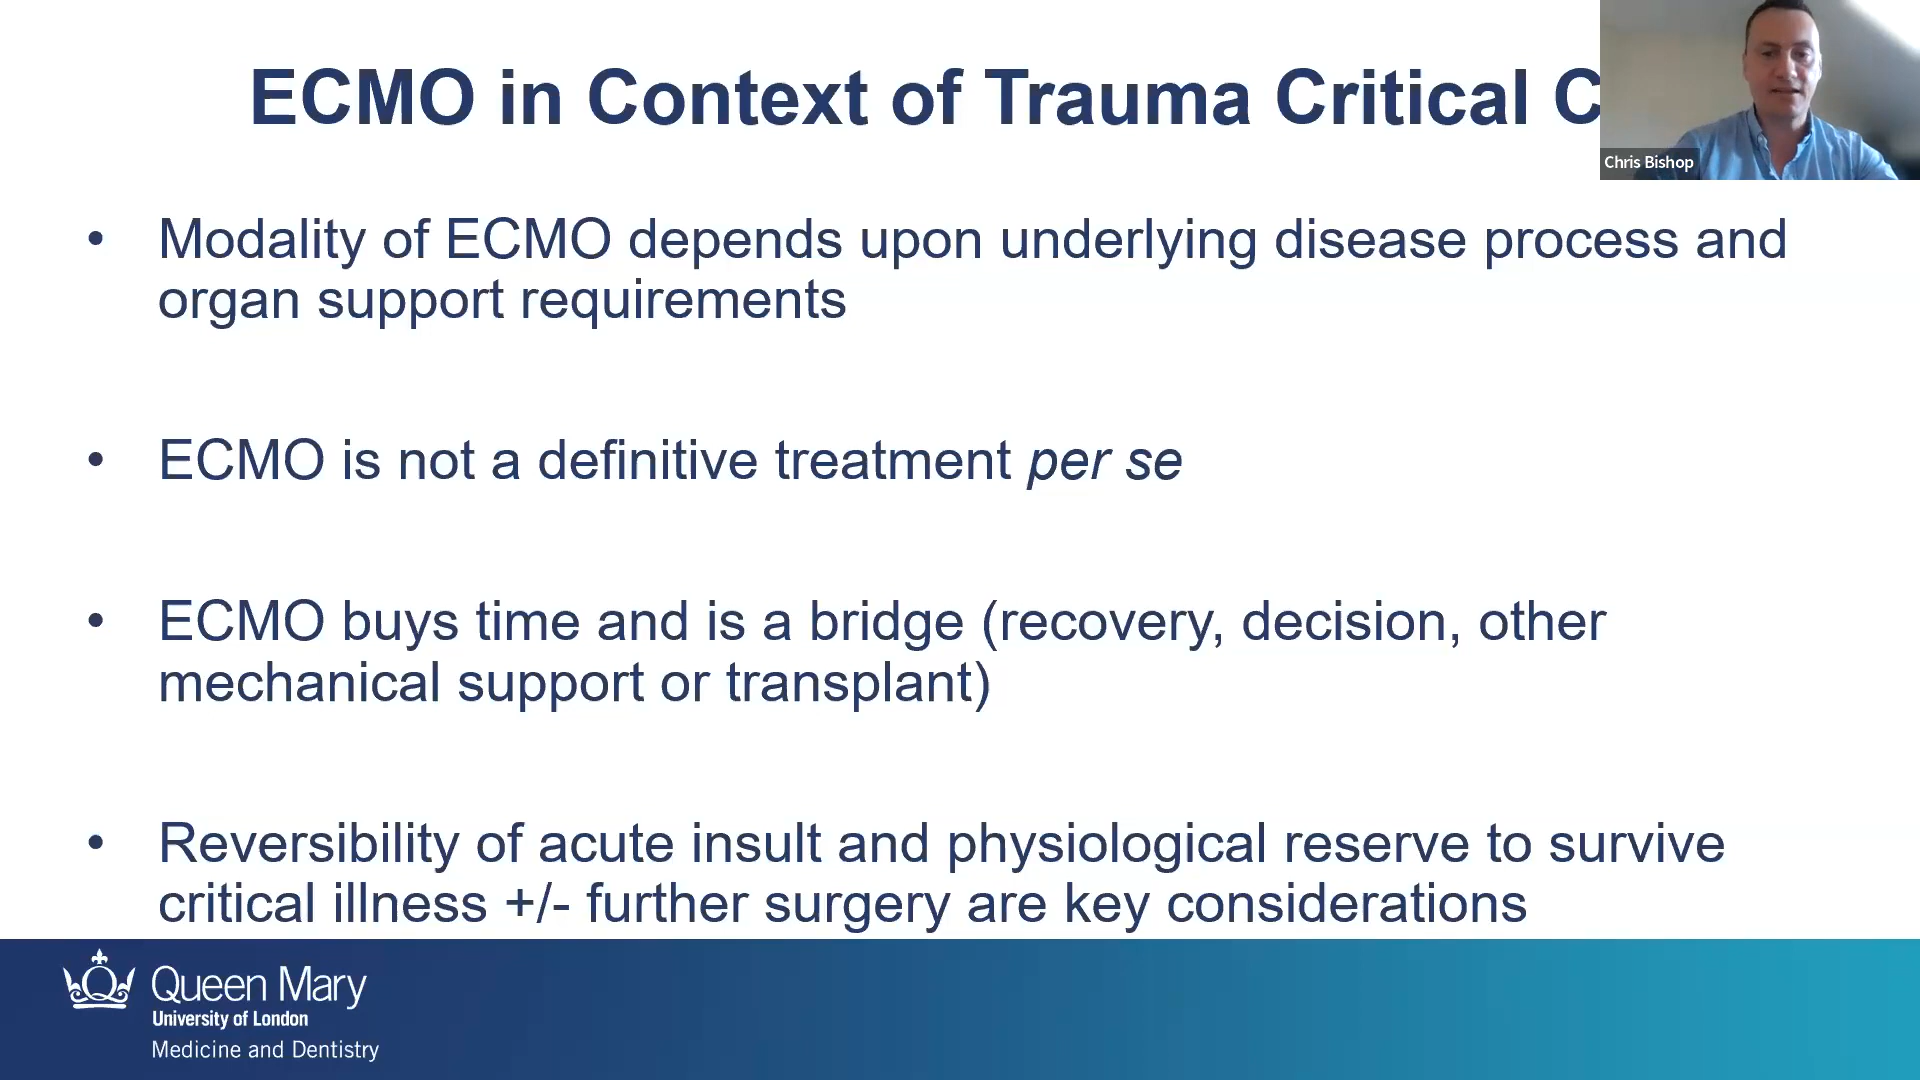 ECMO in Context of Trauma Critical C
Chris Bishop
• Modality of ECMO depends upon underlying disease process and
organ support requirements
• ECMO is not a definitive treatment per se
• ECMO buys time and is a bridge (recovery, decision, other
mechanical support or transplant)
• Reversibility of acute insult and physiological reserve to survive
critical illness +/- further surgery are key considerations
Queen Mary
University of London
Medicine and Dentistry